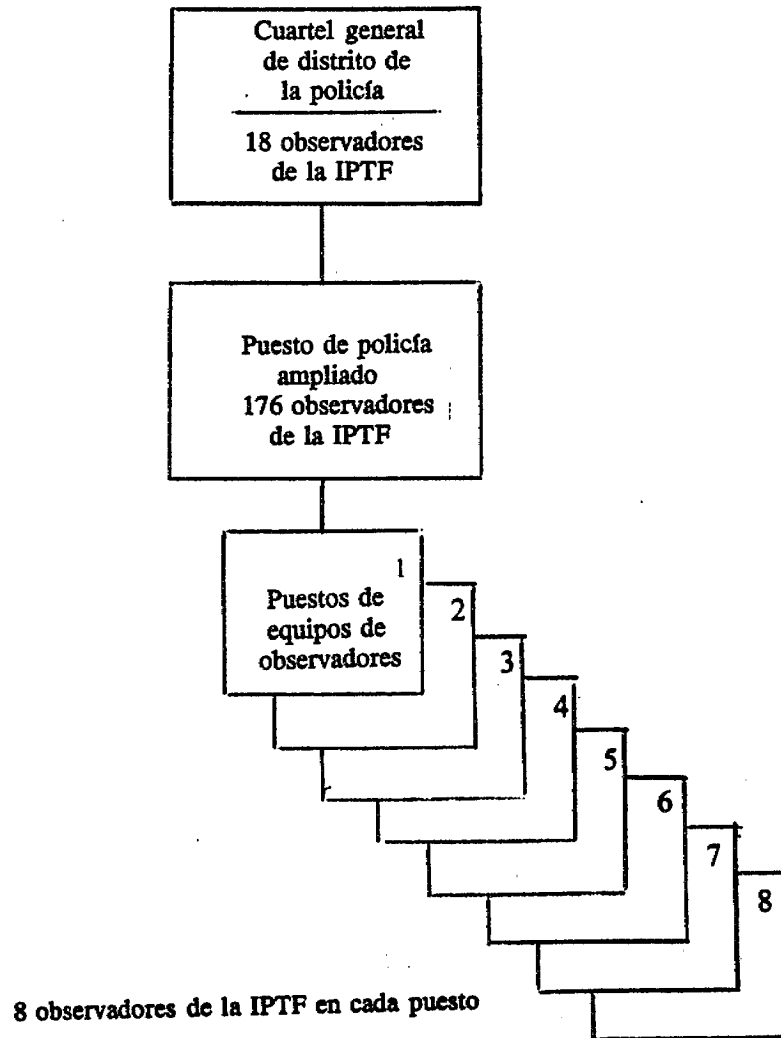 Cuartel general
de distrito de
la policía
18 observadores
de la IPTF
Puesto de policía
ampliado
176 observadores
de la IPTF
1
Puestos de
equipos de
observadores
2
3
4
5
6
7
8
8 observadores de la IPTF en cada puesto